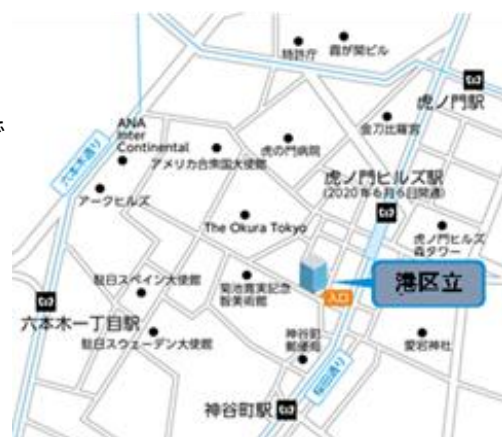 特許庁
霞が関ビル
虎ノ門駅
ANA
Inter
Continental
金刀比羅宮
六本木通り
アメリカ合衆国大使館
虎の門病院
虎ノ門ヒルズ駅
(2020年6月6日開通)
アークヒルズ
The Okura Tokyo
虎ノ門ヒルズ
森タワー
港区立
駐日スペイン大使館
菊池寛実記念
智美術館
入口
六本木一丁目駅
駐日スウェーデン大使館
神谷町
郵便局
愛宕神社
桜田通り
神谷町駅